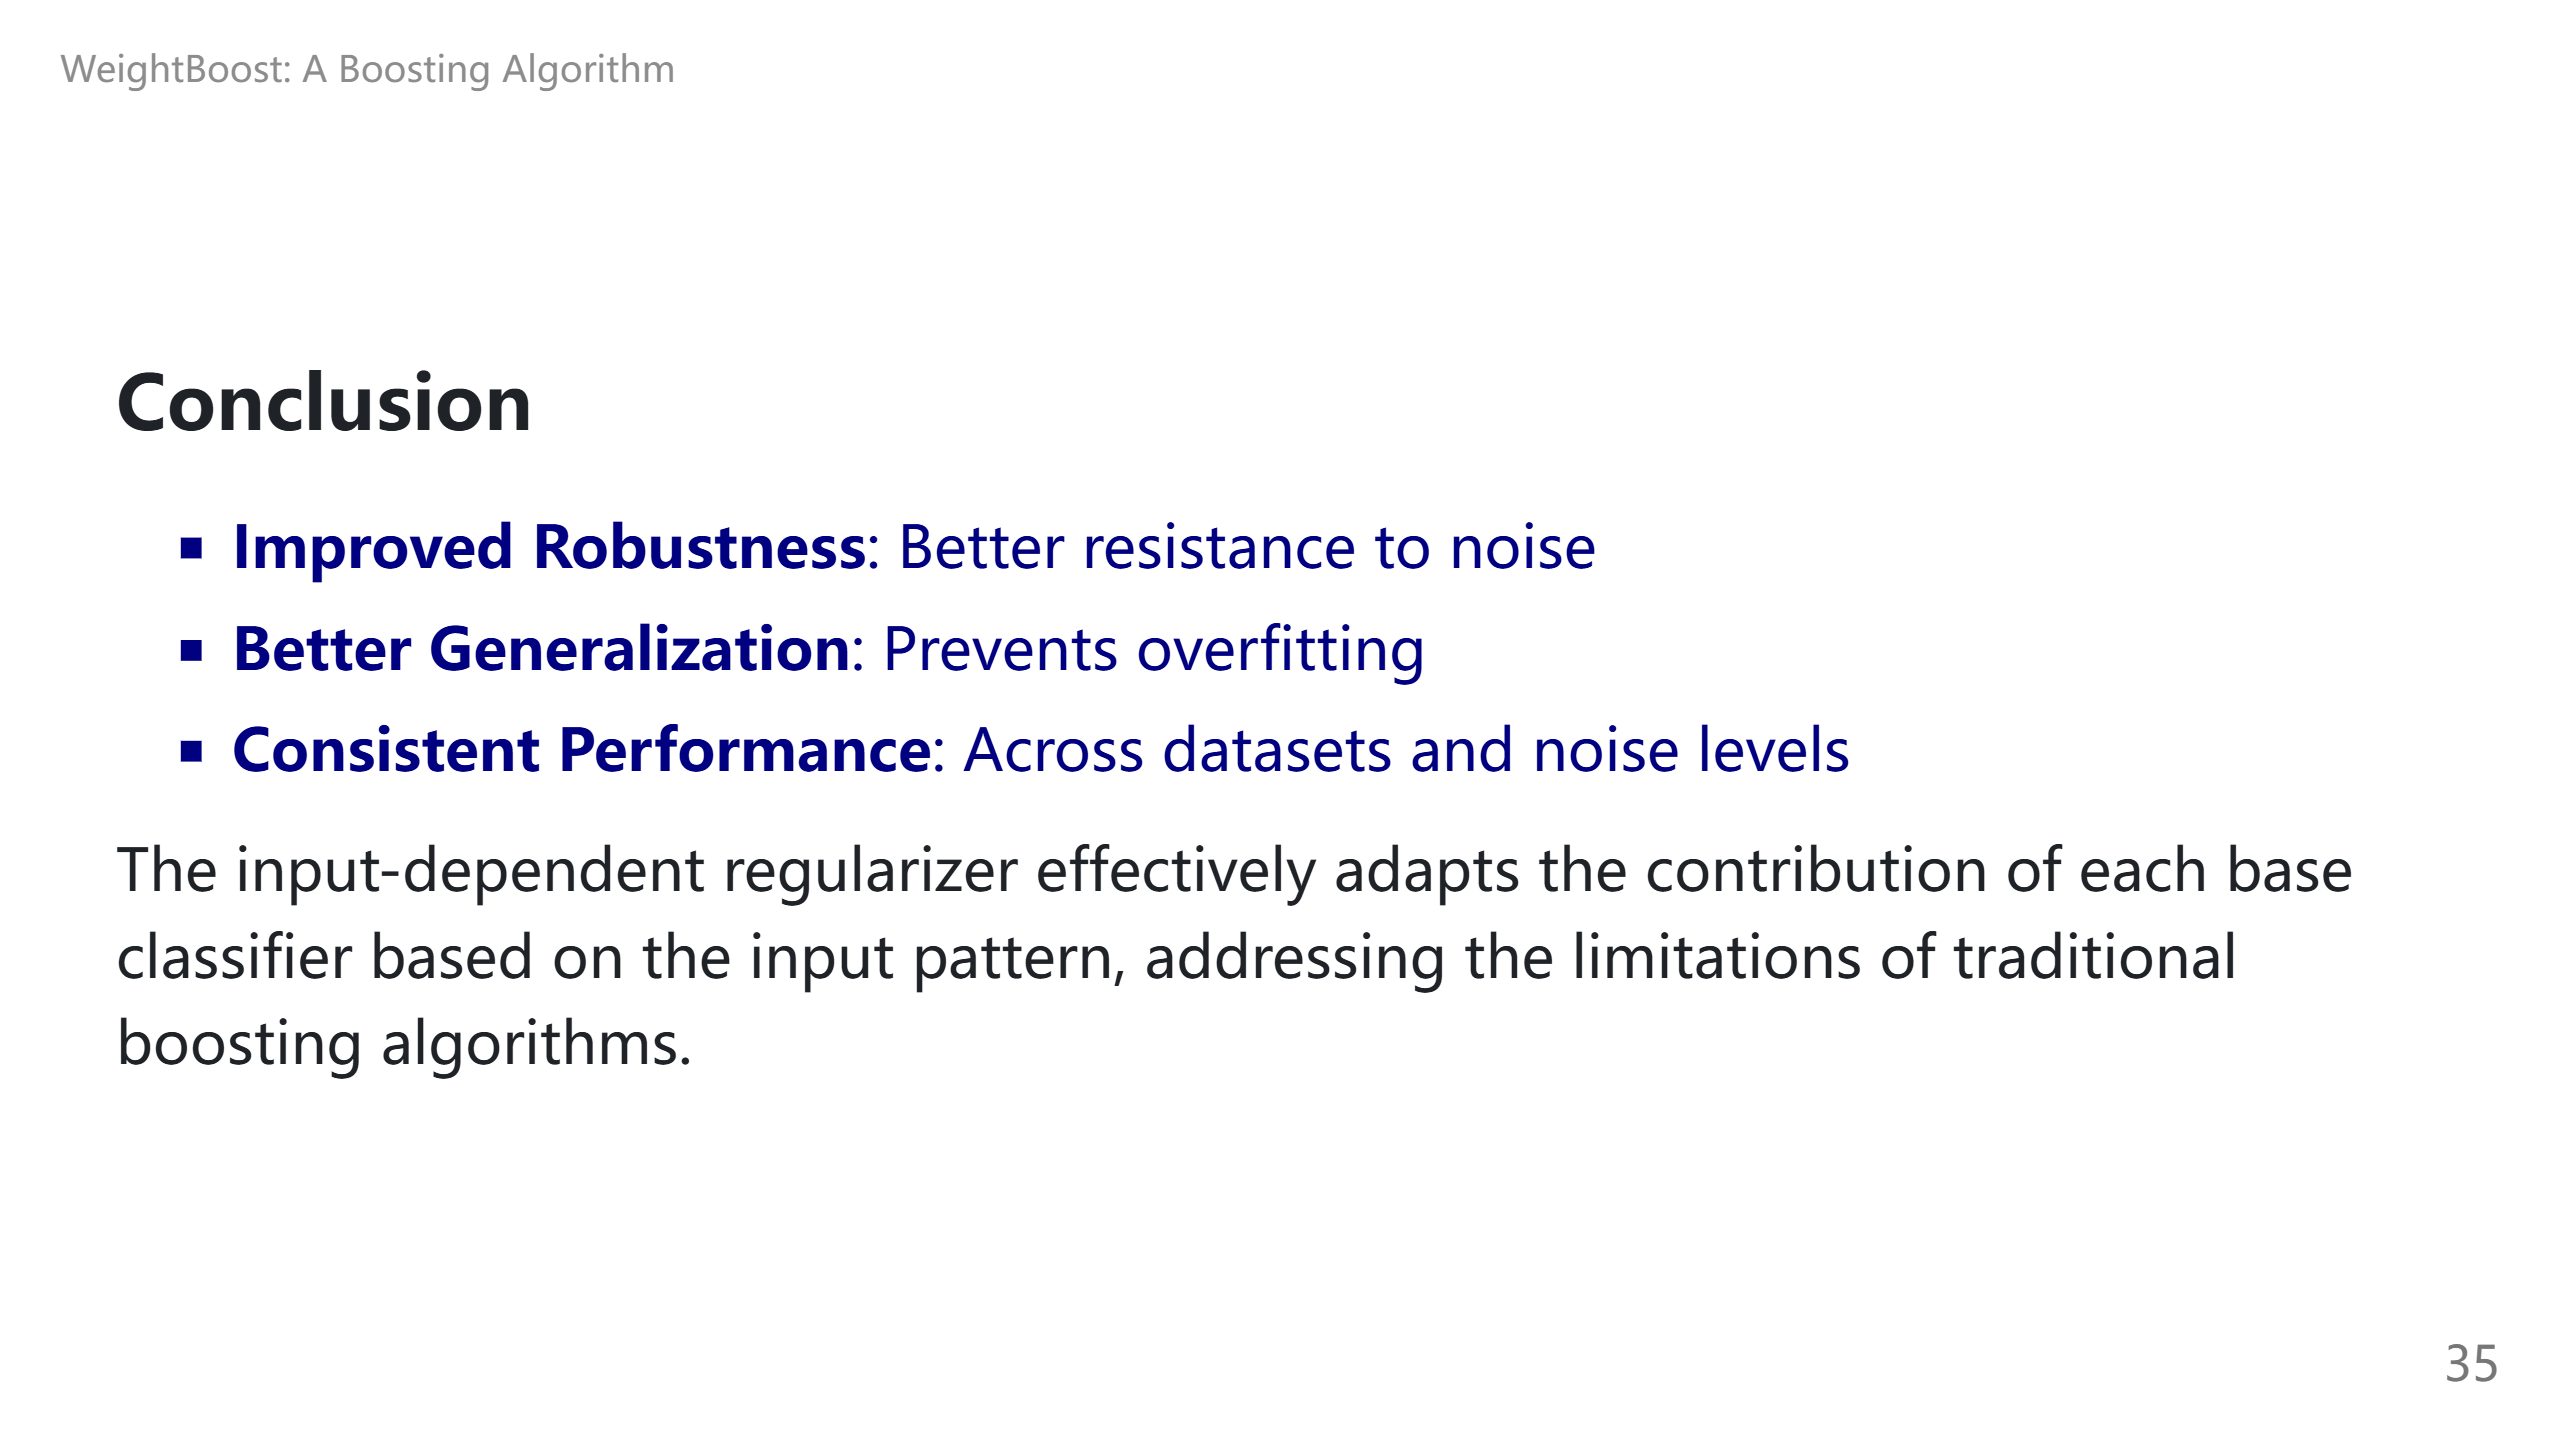 WeightBoost: A Boosting Algorithm
Conclusion
▪ Improved Robustness: Better resistance to noise
▪ Better Generalization: Prevents overfitting
▪ Consistent Performance: Across datasets and noise levels
The input-dependent regularizer effectively adapts the contribution of each base
classifier based on the input pattern, addressing the limitations of traditional
boosting algorithms.
35